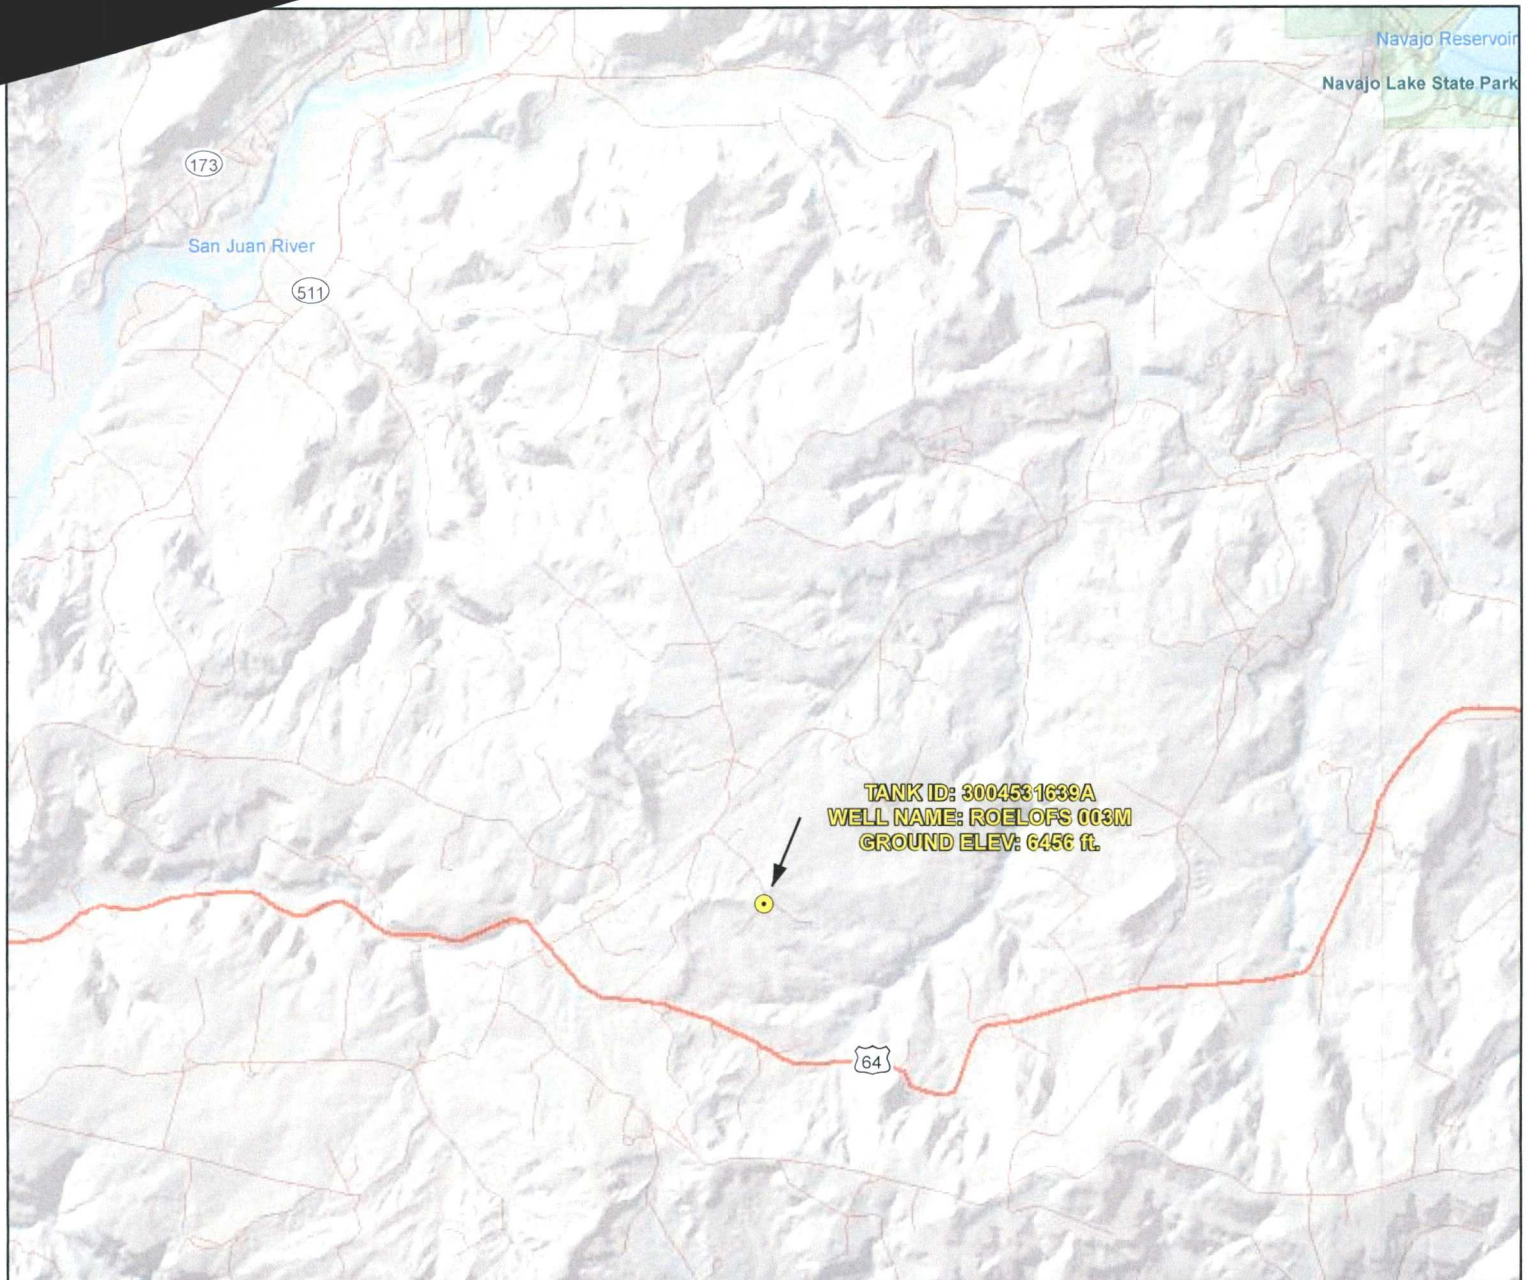 Navajo Reservoir
Navajo Lake State Park
173
San Juan River
511
TANK ID: 3004531639A
WELL NAME: ROELOFS 003M
GROUND ELEV: 6456 ft.
64